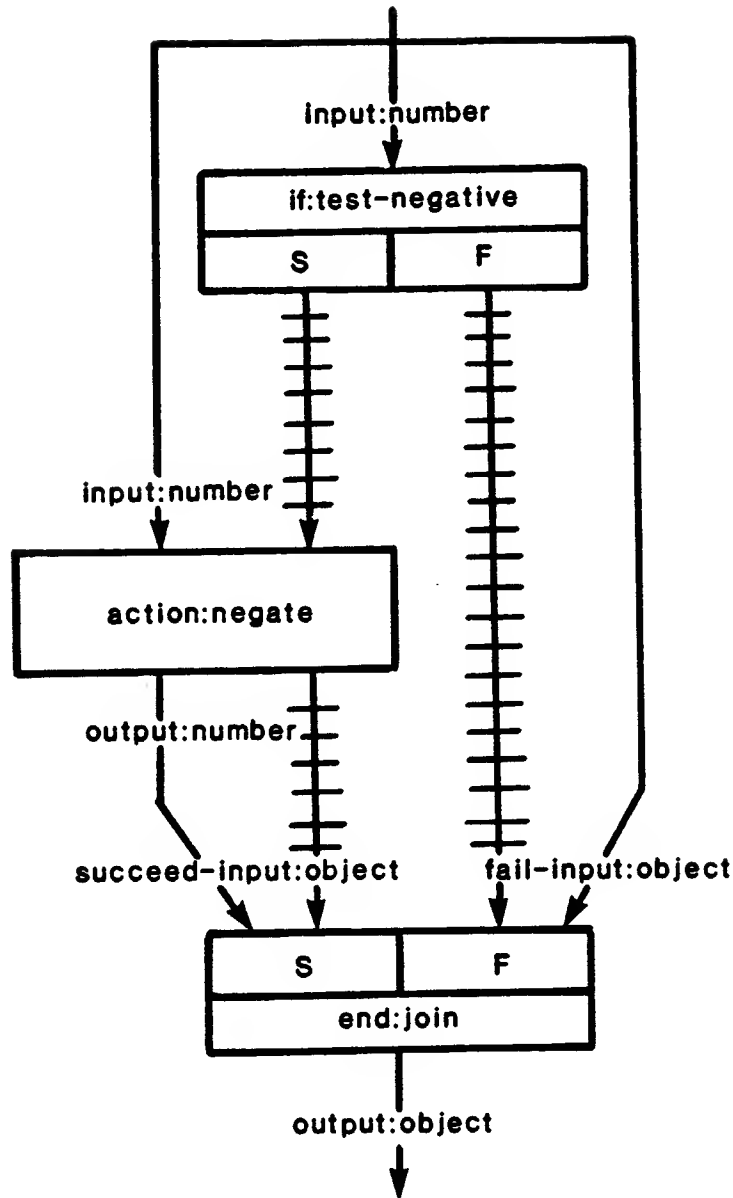 input:number
if:test-negative
S F
input:number
action:negate
output:number
succeed-input:object fail-input:object
S F
end:join
output:object